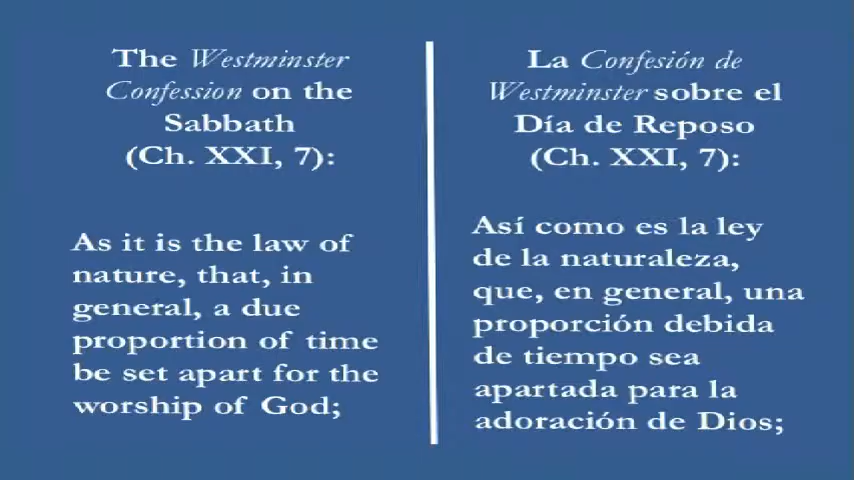 The Westminster
Confession on the
Sabbath
(Ch. XXI, 7):
As it is the law of
nature, that, in
general, a due
proportion of time
be set apart for the
worship of God;
La Confesión de
Westminster sobre el
Día de Reposo
(Ch. XXI, 7):
Así como es la ley
de la naturaleza,
que, en general, una
proporción debida
de tiempo sea
apartada para la
adoración de Dios;